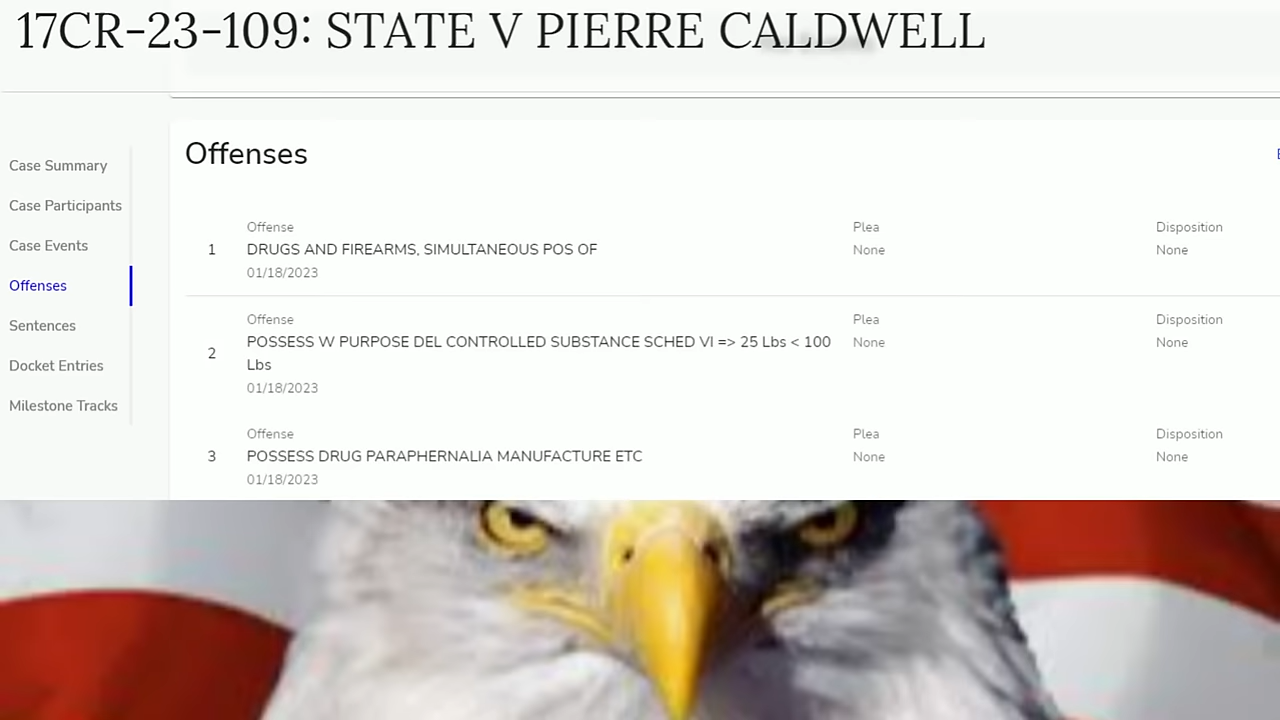 17CR-23-109: STATE V PIERRE CALDWELL
Offenses
Case Summary
Case Participants
Case Events
Offenses
Sentences
Docket Entries
Milestone Tracks
Offense
Plea
Disposition
1
DRUGS AND FIREARMS, SIMULTANEOUS POS OF
None
None
01/18/2023
Offense
Plea
Disposition
2
POSSESS W PURPOSE DEL CONTROLLED SUBSTANCE SCHED VI => 25 Lbs < 100
Lbs
None
None
01/18/2023
Offense
Plea
Disposition
3
POSSESS DRUG PARAPHERNALIA MANUFACTURE ETC
None
None
01/18/2023